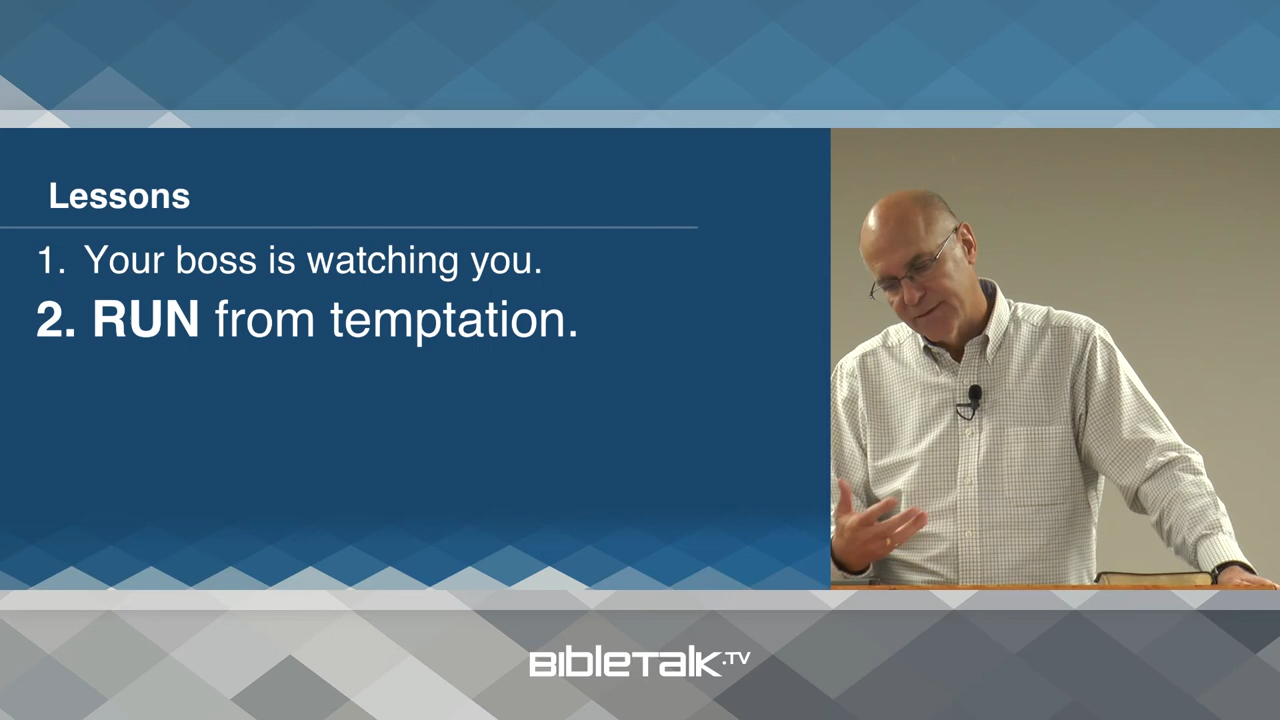 Lessons
1. Your boss is watching you.
2. RUN from temptation.
BIBLETALK.TV